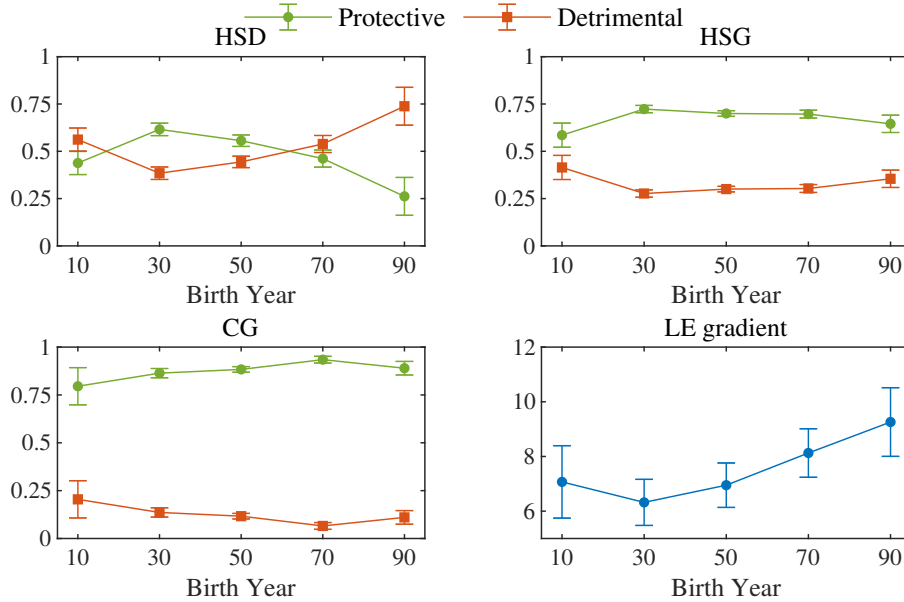 Protective Detrimental
HSD HSG
1 1
0.75 0.75
0.5 0.5
0.25 0.25
0 0
10 30 50 70 90 10 30 50 70 90
Birth Year Birth Year
CG LE gradient
1 12
0.75 10
0.5 8
0.25 6
0
10 30 50 70 90 10 30 50 70 90
Birth Year Birth Year